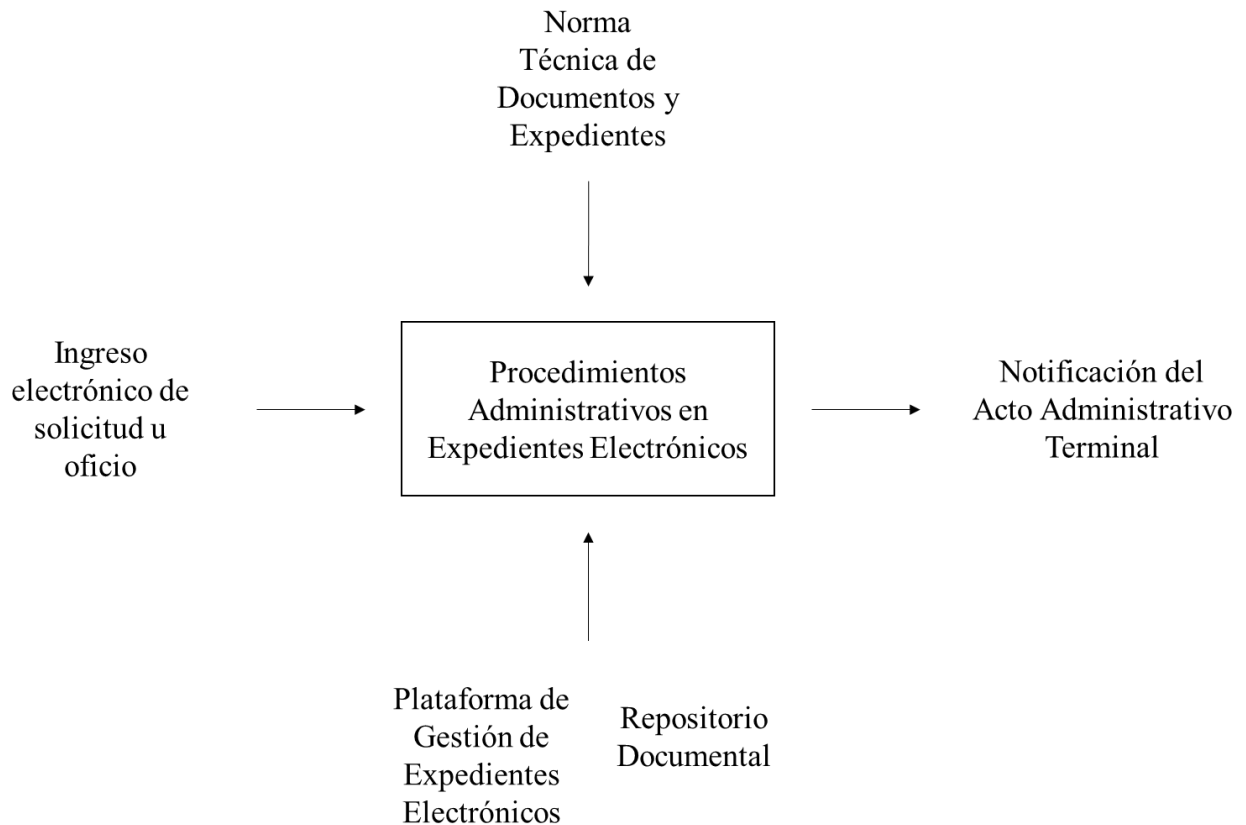 Norma
Técnica de
Documentos y
Expedientes
Ingreso
electrónico de
solicitud u
oficio
Procedimientos
Administrativos en
Expedientes Electrónicos
Notificación del
Acto Administrativo
Terminal
Plataforma de
Gestión de
Expedientes
Electrónicos
Repositorio
Documental